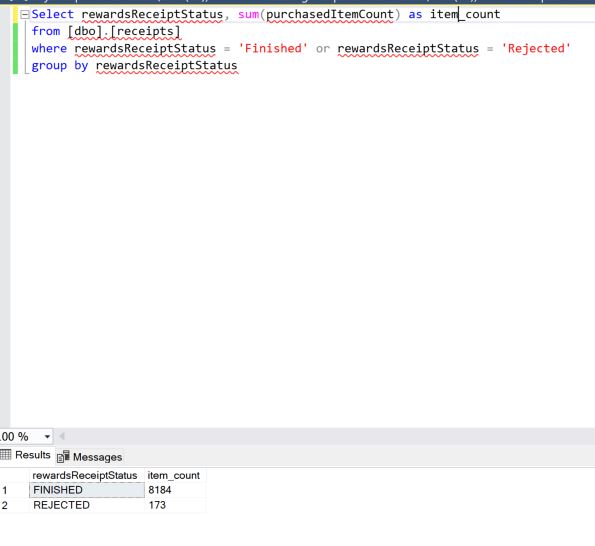 Select rewardsReceiptStatus, sum(purchasedItemCount) as item_count
from [dbo].[receipts]
where rewardsReceiptStatus = 'Finished' or rewardsReceiptStatus = 'Rejected'
group by rewardsReceiptStatus
.00 %
Results Messages
rewardsReceiptStatus item_count
1 FINISHED 8184
2 REJECTED 173